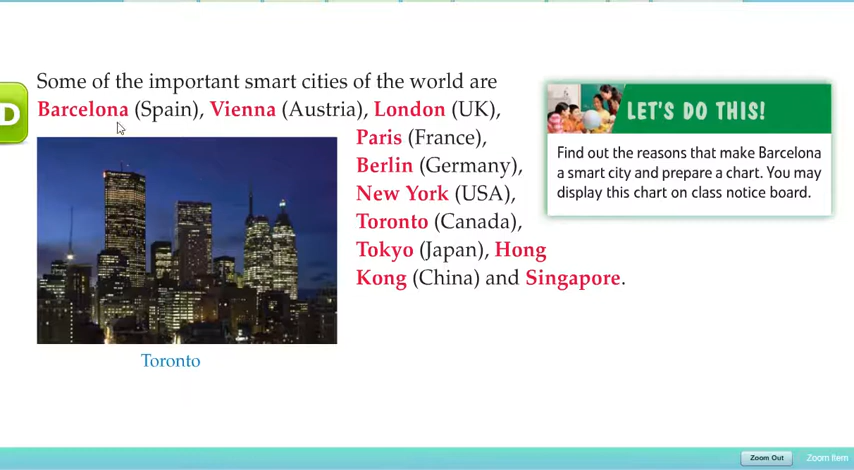 Some of the important smart cities of the world are
Barcelona (Spain), Vienna (Austria), London (UK),
Paris (France),
Berlin (Germany),
New York (USA),
Toronto (Canada),
Tokyo (Japan), Hong
Kong (China) and Singapore.
Toronto
D
LET'S DO THIS!
Find out the reasons that make Barcelona
a smart city and prepare a chart. You may
display this chart on class notice board.
Zoom Out
Zoom Item